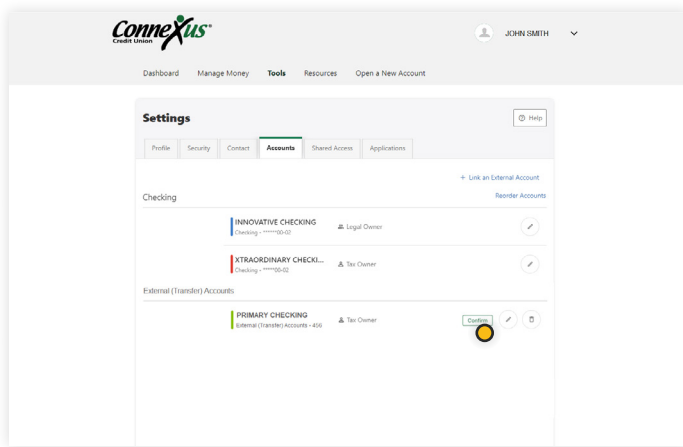 Connexus®
Credit Union
JOHN SMITH
Dashboard Manage Money Tools Resources Open a New Account
Settings
Help
Profile Security Contact Accounts Shared Access Applications
+ Link an External Account
Checking
Reorder Accounts
INNOVATIVE CHECKING
Checking - ******00-02
Legal Owner
XTRAORDINARY CHECKI...
Checking - *****00-02
Tax Owner
External (Transfer) Accounts
PRIMARY CHECKING
External (Transfer) Accounts - 456
Tax Owner
Confirm